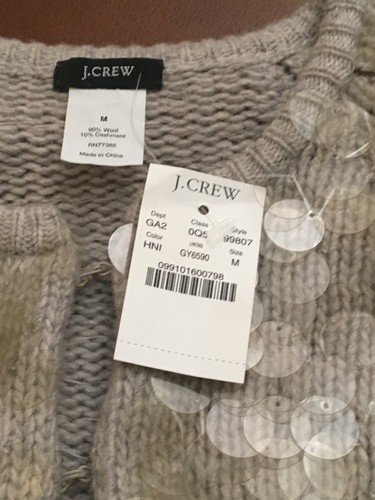 J.CREW
M
90% Wool
10% Cashmere
RN77388
Made in China
J.CREW
Dept Class Style
GA2 0Q5 99807
Color Size
HNI GY6590 M
099101600798